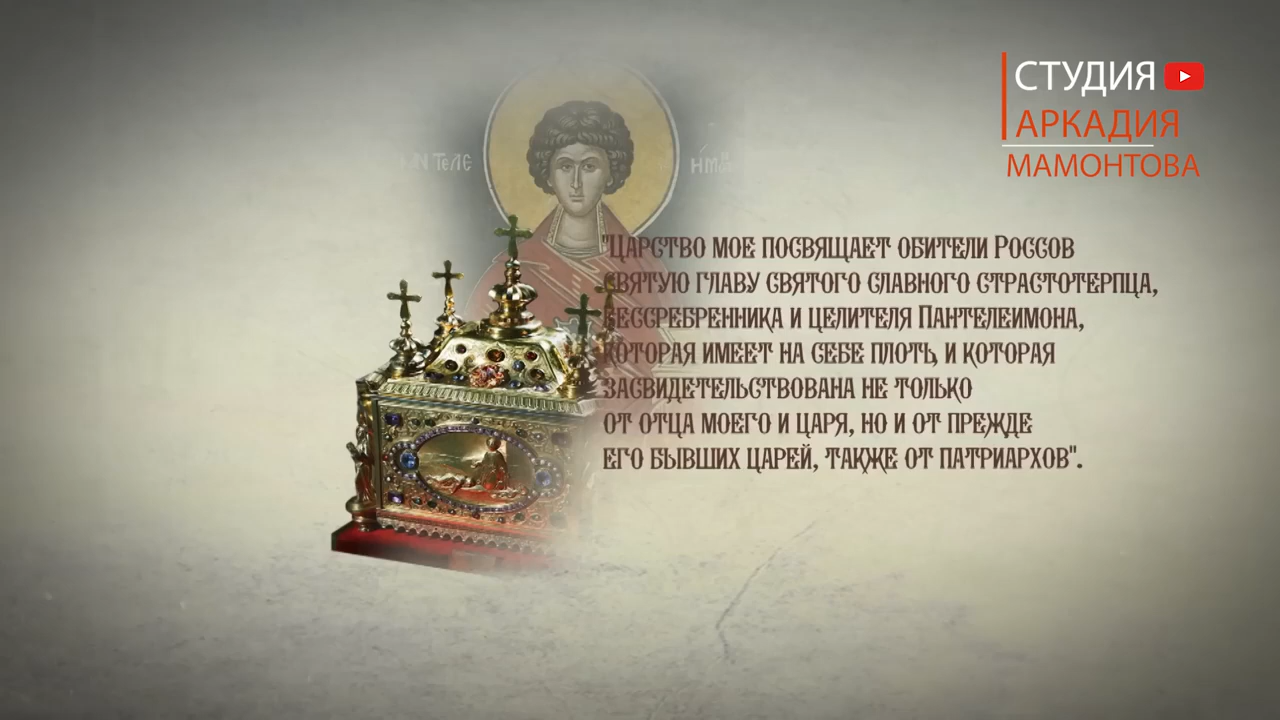 СТУДИЯ
АРКАДИЯ
МАМОНТОВА
"Царство мое посвящает обители Россов
святую главу святого славного страстотерпца,
бессребренника и целителя Пантелеимона,
которая имеет на себе плоть, и которая
засвидетельствована не только
от отца моего и царя, но и от прежде
его бывших царей, также от патриархов".